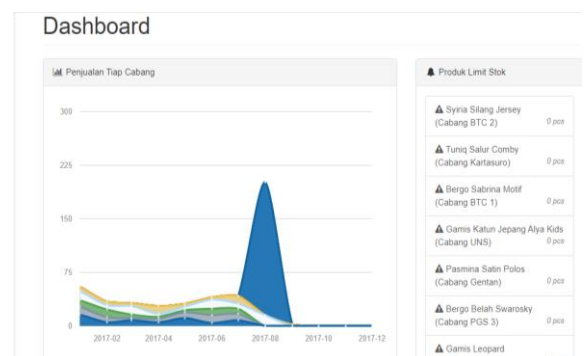 Dashboard
Penjualan Tiap Cabang
300
225
150
75
0
2017-02
2017-04
2017-06
2017-08
2017-10
2017-12
Produk Limit Stok
Syiria Silang Jersey
(Cabang BTC 2) 0 pcs
Tuniq Salur Comby
(Cabang Kartasuro) 0 pcs
Bergo Sabrina Motif
(Cabang BTC 1) 0 pcs
Gamis Katun Jepang Alya Kids
(Cabang UNS) 0 pcs
Pasmina Satin Polos
(Cabang Gentan) 0 pcs
Bergo Belah Swarosky
(Cabang PGS 3) 0 pcs
Gamis Leopard